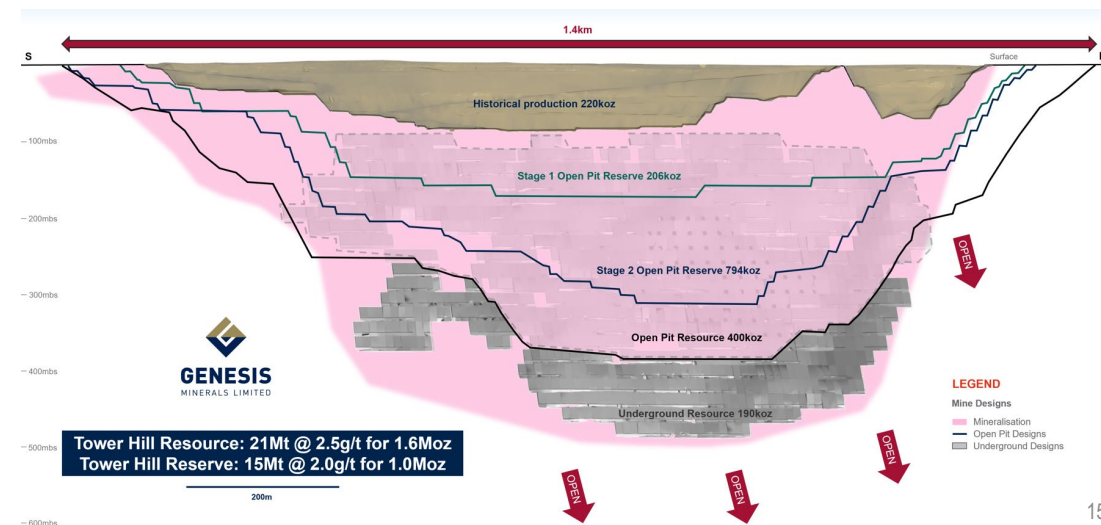 1.4km
S
Surface
Historical production 220koz
100mbs
Stage 1 Open Pit Reserve 206koz
200mbs
OPEN
Stage 2 Open Pit Reserve 794koz
300mbs
Open Pit Resource 400koz
GENESIS
MINERALS LIMITED
400mbs
LEGEND
Mine Designs
Mineralisation
Open Pit Designs
Underground Designs
Underground Resource 190koz
Tower Hill Resource: 21Mt @ 2.5g/t for 1.6Moz
Tower Hill Reserve: 15Mt @ 2.0g/t for 1.0Moz
500mbs
OPEN
200m
OPEN
OPEN
15
600mbs